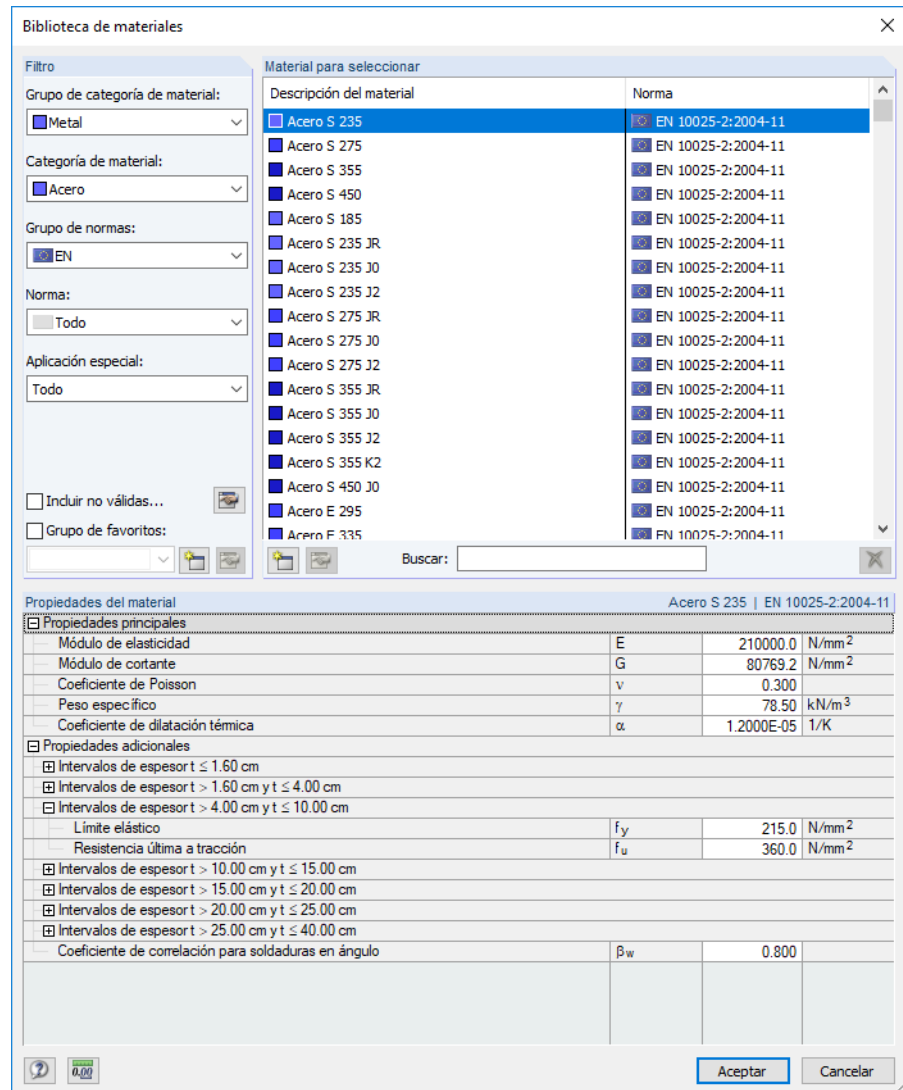 Biblioteca de materiales
Filtro
Grupo de categoría de material:
Metal
Categoría de material:
Acero
Grupo de normas:
EN
Norma:
Todo
Aplicación especial:
Todo
Incluir no válidas...
Grupo de favoritos:
Material para seleccionar
Descripción del material Norma
Acero S 235 EN 10025-2:2004-11
Acero S 275 EN 10025-2:2004-11
Acero S 355 EN 10025-2:2004-11
Acero S 450 EN 10025-2:2004-11
Acero S 185 EN 10025-2:2004-11
Acero S 235 JR EN 10025-2:2004-11
Acero S 235 J0 EN 10025-2:2004-11
Acero S 235 J2 EN 10025-2:2004-11
Acero S 275 JR EN 10025-2:2004-11
Acero S 275 J0 EN 10025-2:2004-11
Acero S 275 J2 EN 10025-2:2004-11
Acero S 355 JR EN 10025-2:2004-11
Acero S 355 J0 EN 10025-2:2004-11
Acero S 355 J2 EN 10025-2:2004-11
Acero S 355 K2 EN 10025-2:2004-11
Acero S 450 J0 EN 10025-2:2004-11
Acero E 295 EN 10025-2:2004-11
Acero E 335 EN 10025-2:2004-11
Buscar:
Propiedades del material Acero S 235 | EN 10025-2:2004-11
Propiedades principales
Módulo de elasticidad E 210000.0 N/mm²
Módulo de cortante G 80769.2 N/mm²
Coeficiente de Poisson ν 0.300
Peso específico γ 78.50 kN/m³
Coeficiente de dilatación térmica α 1.2000E-05 1/K
Propiedades adicionales
Intervalos de espesor t ≤ 1.60 cm
Intervalos de espesor t > 1.60 cm y t ≤ 4.00 cm
Intervalos de espesor t > 4.00 cm y t ≤ 10.00 cm
Límite elástico fy 215.0 N/mm²
Resistencia última a tracción fu 360.0 N/mm²
Intervalos de espesor t > 10.00 cm y t ≤ 15.00 cm
Intervalos de espesor t > 15.00 cm y t ≤ 20.00 cm
Intervalos de espesor t > 20.00 cm y t ≤ 25.00 cm
Intervalos de espesor t > 25.00 cm y t ≤ 40.00 cm
Coeficiente de correlación para soldaduras en ángulo βw 0.800
0.00 Aceptar Cancelar